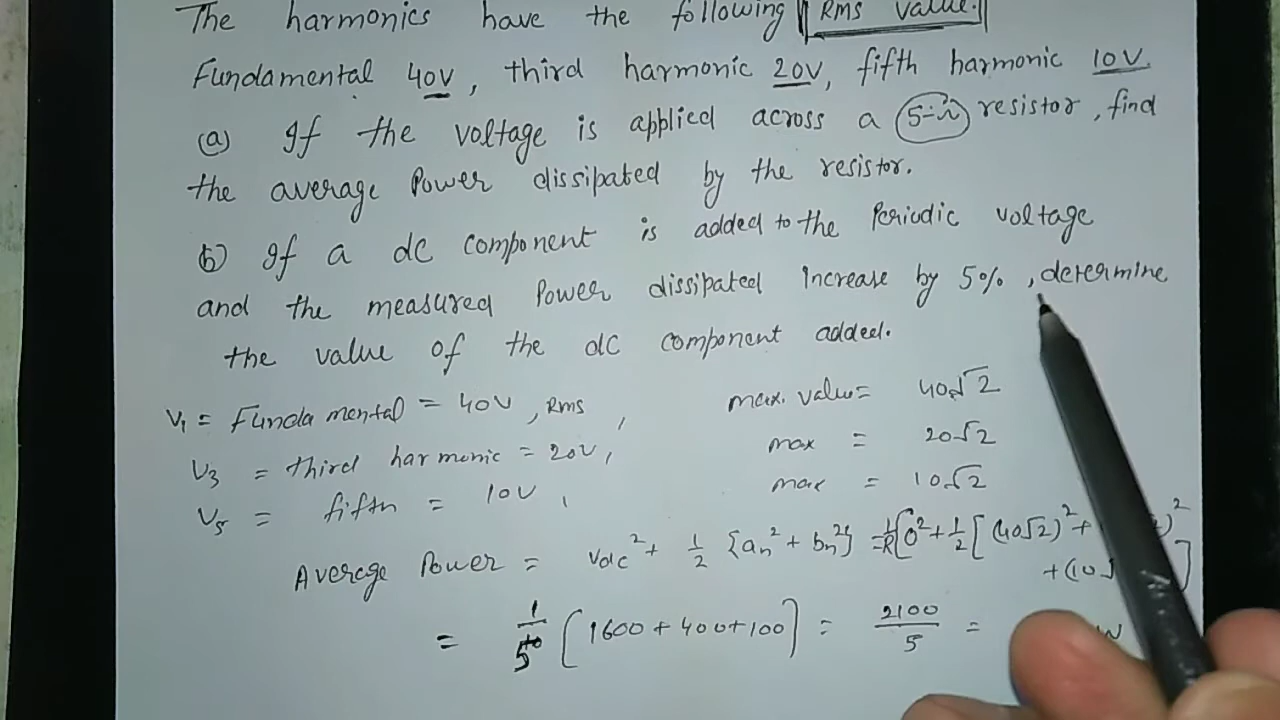 The harmonics have the following RMS value.
Fundamental 40V, third harmonic 20V, fifth harmonic 10V.
(a) If the voltage is applied across a 5-Ω resistor, find
the average Power dissipated by the resistor.
(b) If a dc component is added to the Periodic voltage
and the measured Power dissipated increase by 5%, determine
the value of the dc component added.
V₁ = Fundamental = 40V, RMS, max. value = 40√2
V₃ = third harmonic = 20V, max = 20√2
V₅ = fifth = 10V, max = 10√2
Average Power = Vdc² + 1/2 {an² + bn²} = 1/R [0² + 1/2 [(40√2)² +
= 1/5 [1600 + 400 + 100] = 2100/5 = W